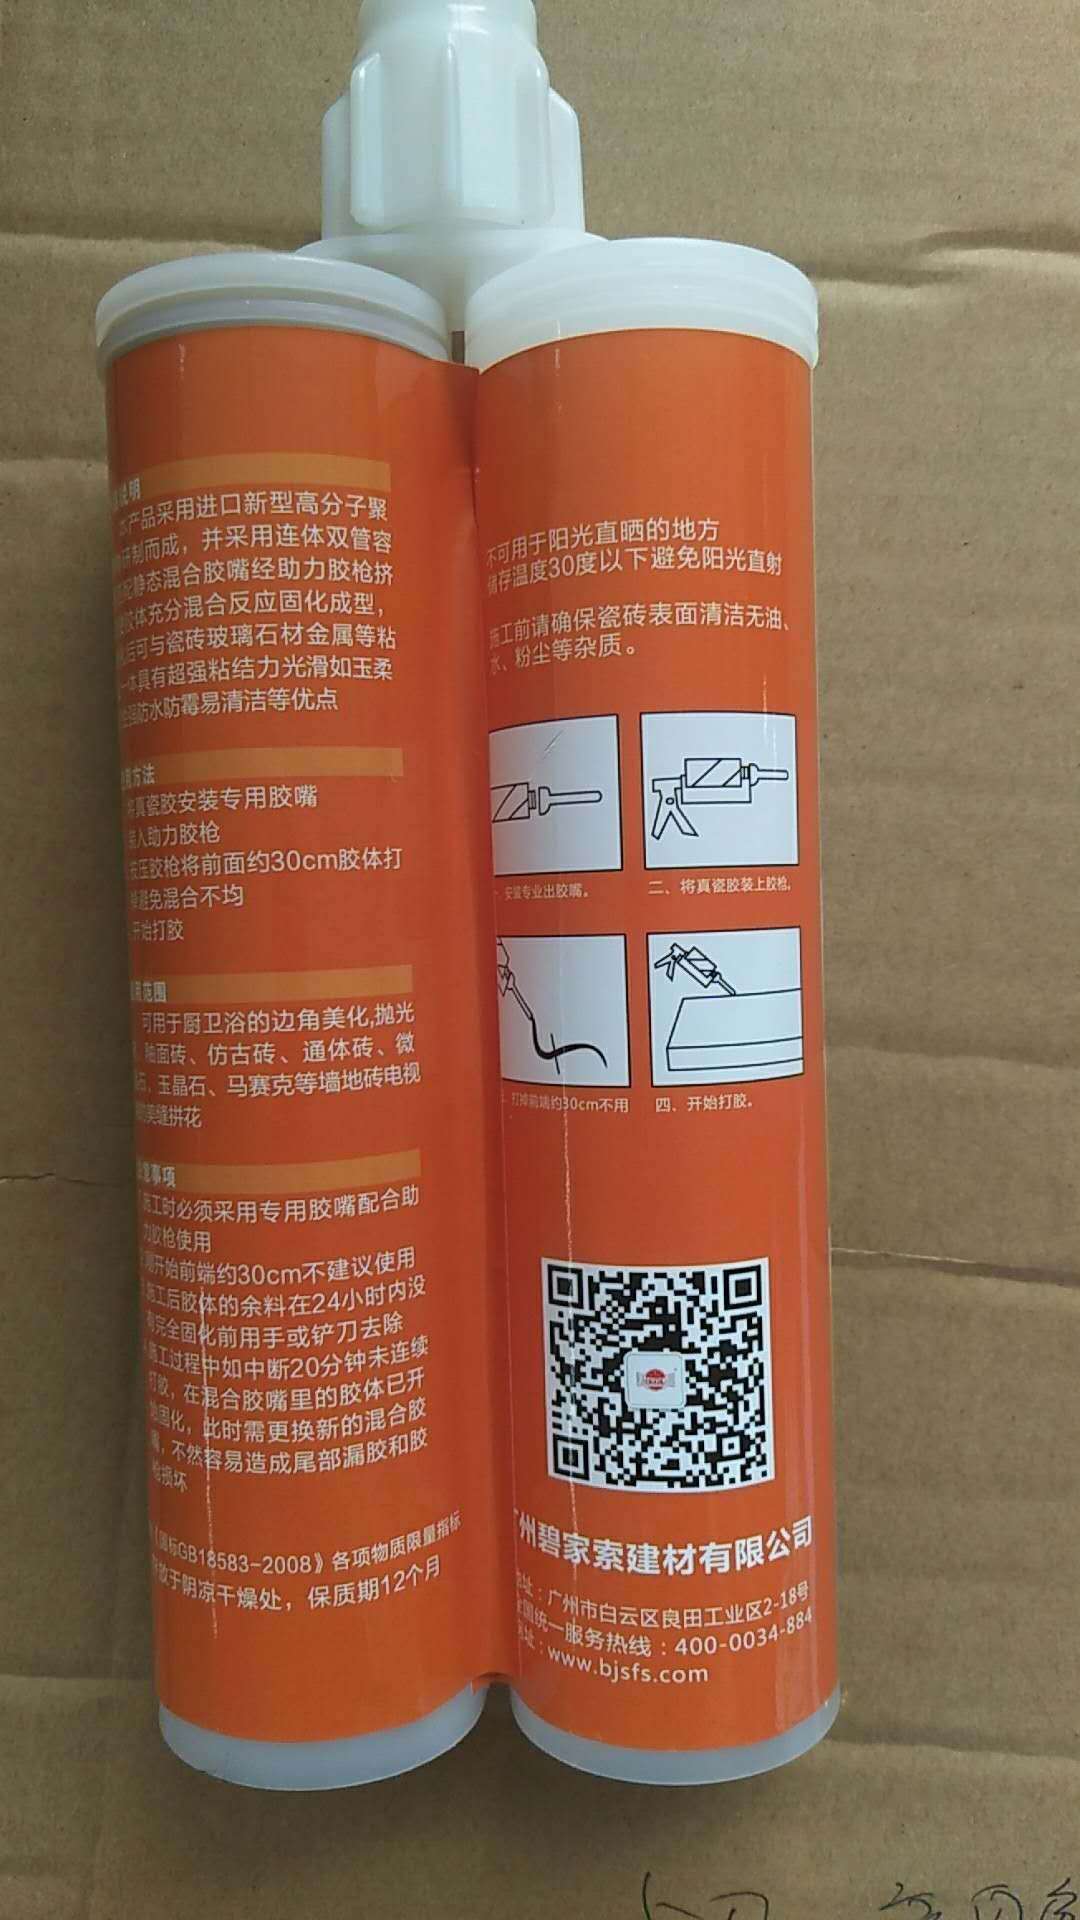 说明
产品采用进口新型高分子聚
研制而成，并采用连体双管容
静态混合胶嘴经助力胶枪挤
胶体充分混合反应固化成型，
后可与瓷砖玻璃石材金属等粘
一体具有超强粘结力光滑如玉柔
防水防霉易清洁等优点
方法
将真瓷胶安装专用胶嘴
装入助力胶枪
按压胶枪将前面约30cm胶体打
避免混合不均
开始打胶
范围
可用于厨卫浴的边角美化,抛光
釉面砖、仿古砖、通体砖、微
石、玉晶石、马赛克等墙地砖电视
美缝拼花
事项
施工时必须采用专用胶嘴配合助
力胶枪使用
开始前端约30cm不建议使用
施工后胶体的余料在24小时内没
有完全固化前用手或铲刀去除
施工过程中如中断20分钟未连续
打胶，在混合胶嘴里的胶体已开
固化，此时需更换新的混合胶
，不然容易造成尾部漏胶和胶
枪损坏
《国标GB18583-2008》各项物质限量指标
放于阴凉干燥处，保质期12个月
不可用于阳光直晒的地方
储存温度30度以下避免阳光直射
施工前请确保瓷砖表面清洁无油、
水、粉尘等杂质。
安装专业出胶嘴。
二、将真瓷胶装上胶枪。
打掉前端约30cm不用
四、开始打胶。
州碧家索建材有限公司
址：广州市白云区良田工业区2-18号
全国统一服务热线：400-0034-884
址：www.bjsfs.com